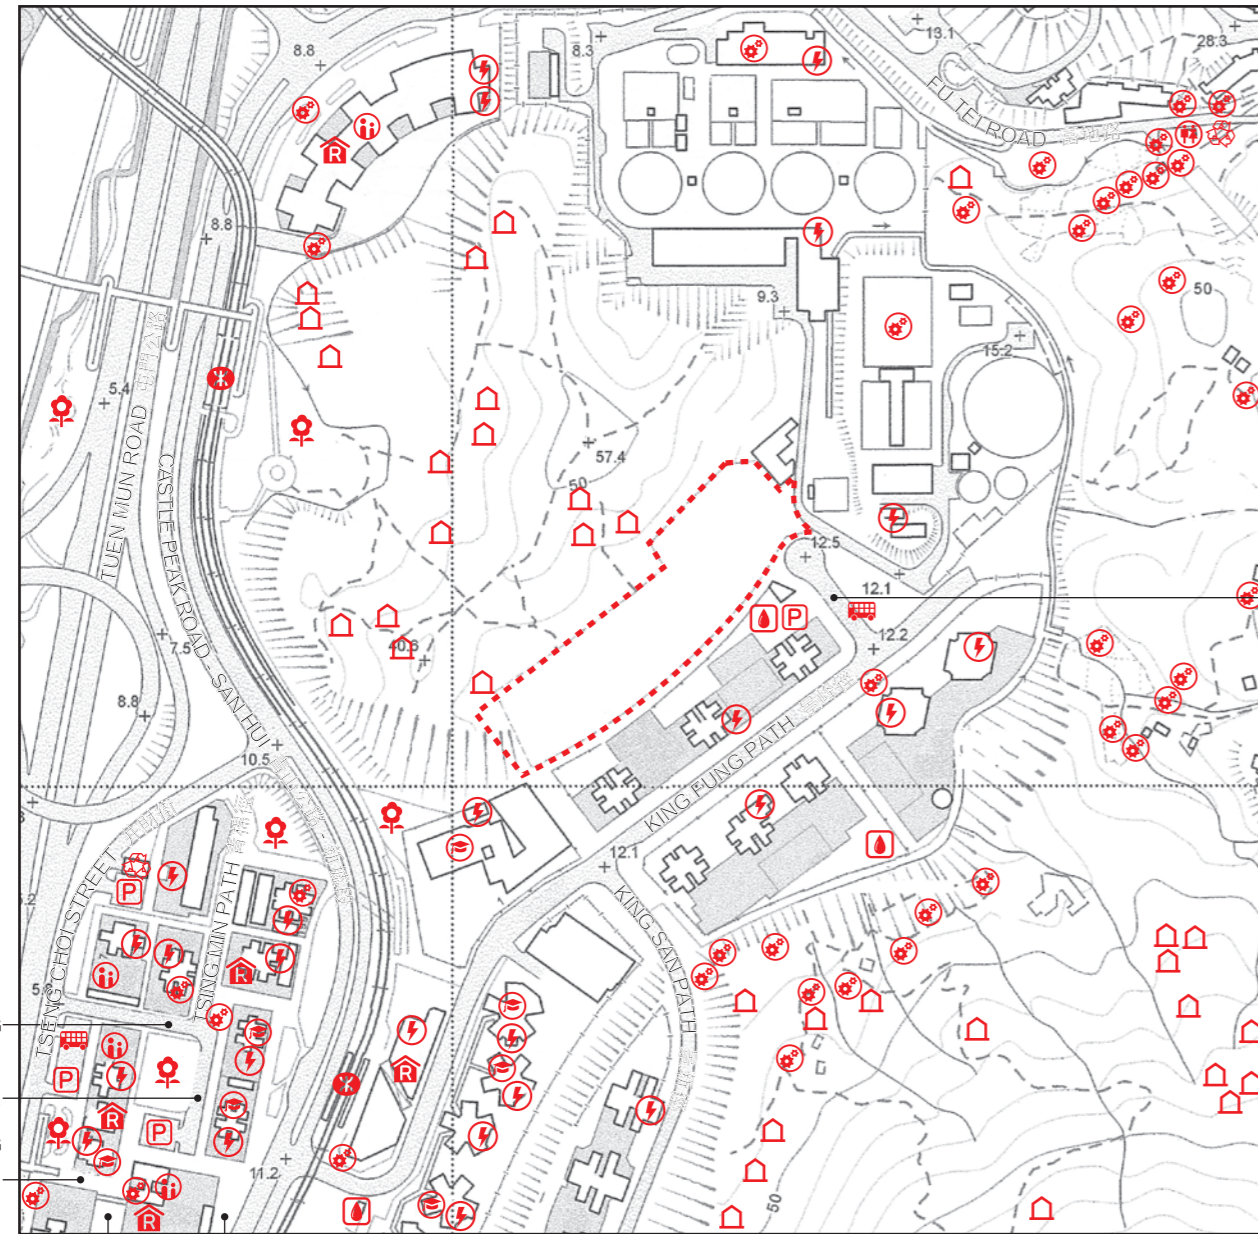 8.8
8.3
13.1
28.3
FU TEI ROAD
R
8.8
9.3
50
15.2
5.4
57.4
50
TUEN MUN ROAD
CASTLE PEAK ROAD - SAN HUI
12.5
12.1
P
12.2
7.5
40.6
8.8
10.5
KING FUNG PATH
12.1
KING SAN PATH
TSENG CHOI STREET
TSING MIN PATH
P
R
R
P
R
P
11.2
R
50